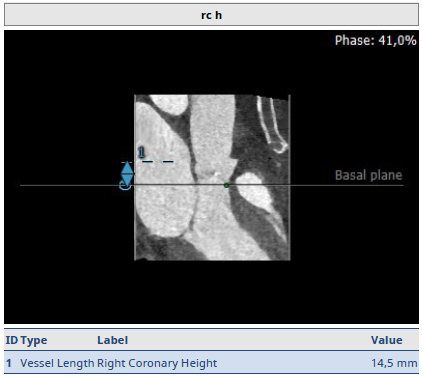 rc h
Phase: 41,0%
1
Basal plane
ID Type Label Value
1 Vessel Length Right Coronary Height 14,5 mm